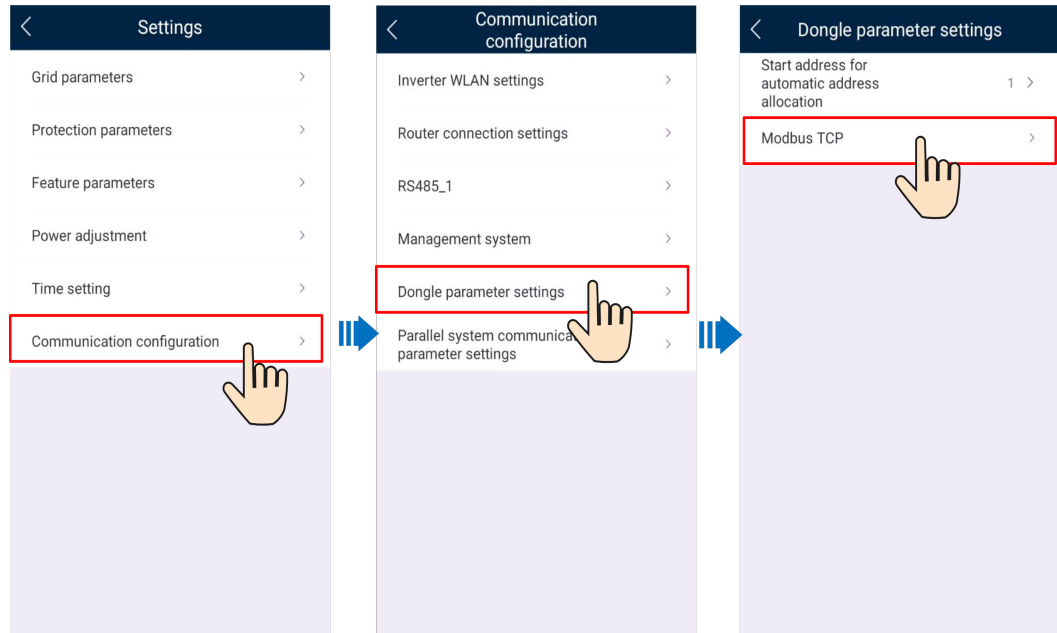 Settings
Grid parameters
Protection parameters
Feature parameters
Power adjustment
Time setting
Communication configuration
Communication
configuration
Inverter WLAN settings
Router connection settings
RS485_1
Management system
Dongle parameter settings
Parallel system
parameter settings
Dongle parameter settings
Start address for
automatic address
allocation
1
Modbus TCP